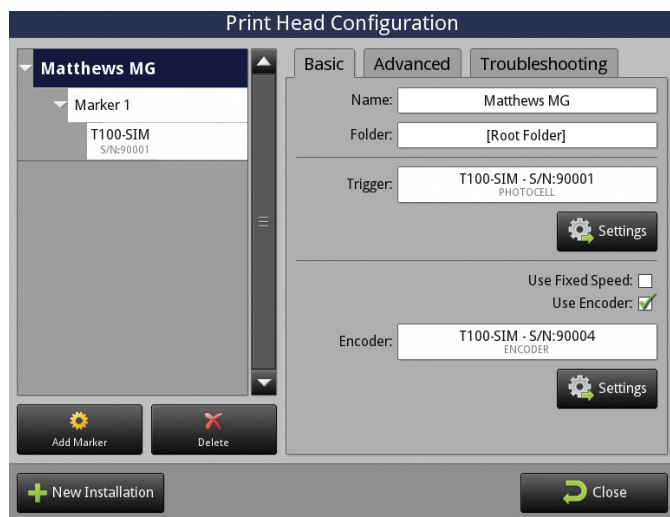 Print Head Configuration
Matthews MG
Marker 1
T100-SIM
S/N:90001
Add Marker
Delete
Basic
Advanced
Troubleshooting
Name:
Matthews MG
Folder:
[Root Folder]
Trigger:
T100-SIM - S/N:90001
PHOTOCELL
Settings
Use Fixed Speed:
Use Encoder:
Encoder:
T100-SIM - S/N:90004
ENCODER
Settings
New Installation
Close